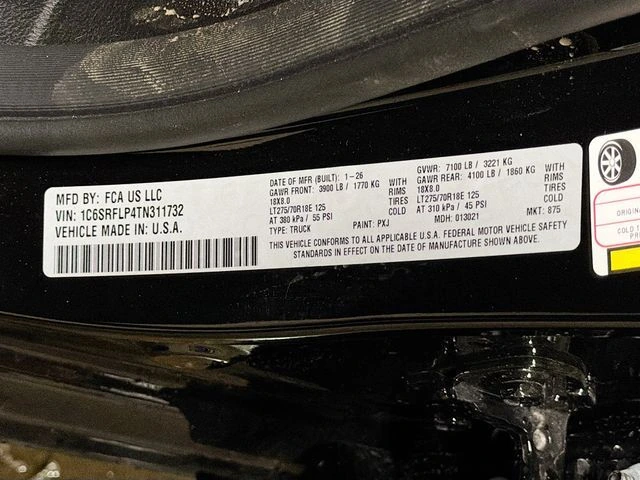 MFD BY: FCA US LLC
VIN: 1C6SRFLP4TN311732
VEHICLE MADE IN: U.S.A.
DATE OF MFR (BUILT): 1-26
GAWR FRONT: 3900 LB / 1770 KG WITH
18X8.0 RIMS
LT275/70R18E 125 TIRES
AT 380 kPa / 55 PSI COLD
TYPE: TRUCK PAINT: PXJ
GVWR: 7100 LB / 3221 KG
GAWR REAR: 4100 LB / 1860 KG WITH
18X8.0 RIMS
LT275/70R18E 125 TIRES
AT 310 kPa / 45 PSI COLD
MDH: 013021 MKT: 875
THIS VEHICLE CONFORMS TO ALL APPLICABLE U.S.A. FEDERAL MOTOR VEHICLE SAFETY
STANDARDS IN EFFECT ON THE DATE OF MANUFACTURE SHOWN ABOVE.
ORIGIN
COLD T
PR